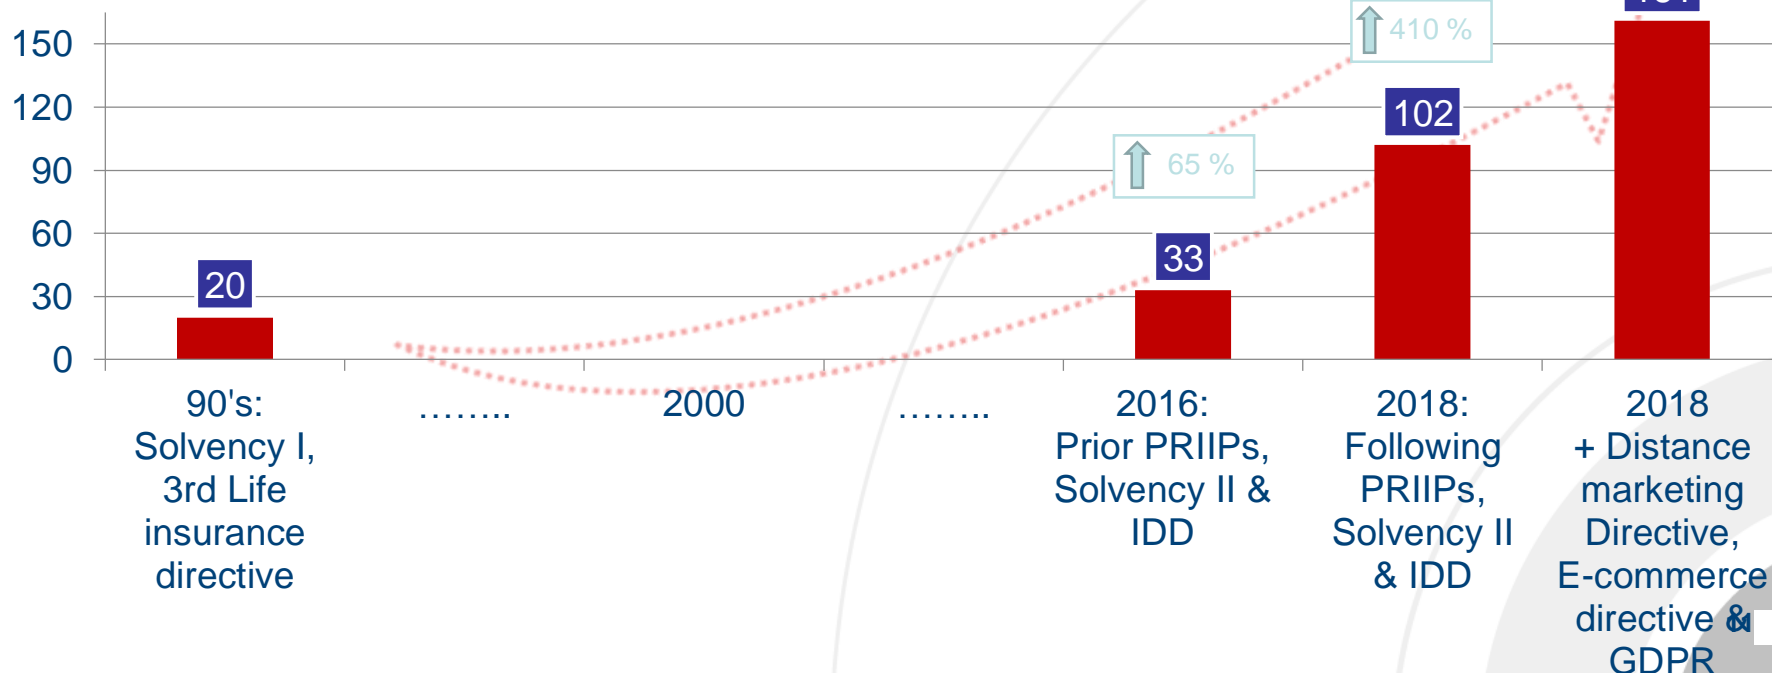 150
120
90
60
30
0
410 %
65 %
102
33
20
90's:
Solvency I,
3rd Life
insurance
directive
……..
2000
……..
2016:
Prior PRIIPs,
Solvency II &
IDD
2018:
Following
PRIIPs,
Solvency II
& IDD
2018
+ Distance
marketing
Directive,
E-commerce
directive &
GDPR